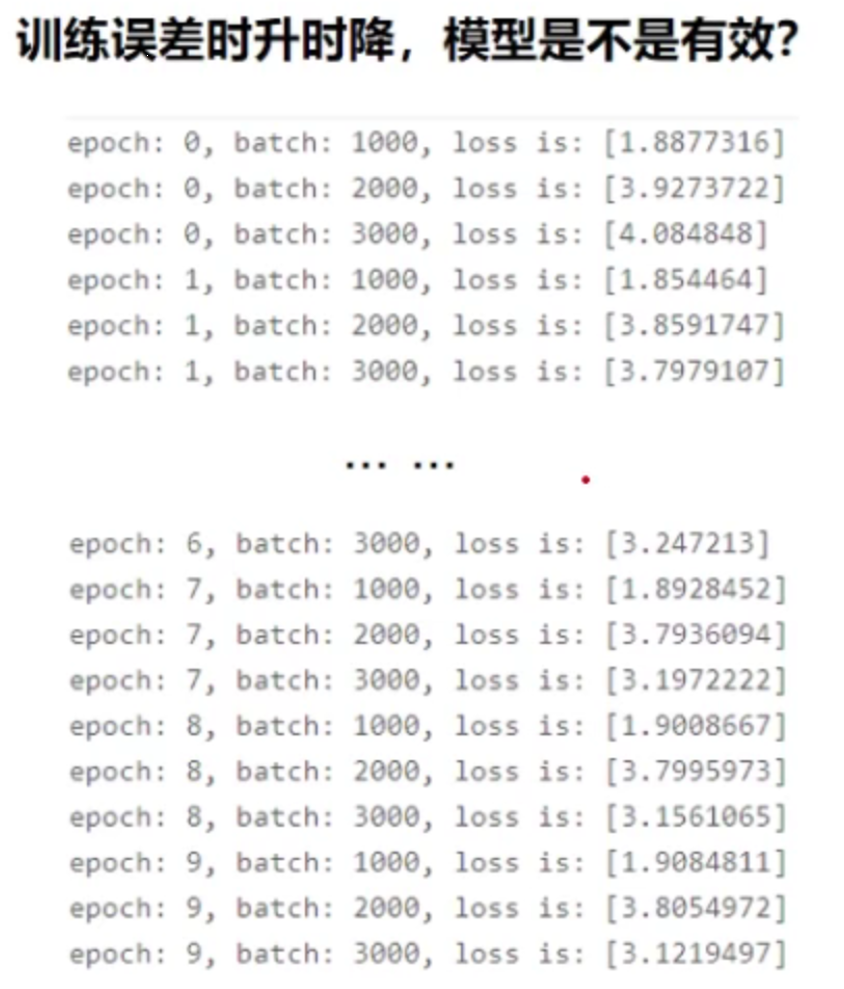 训练误差时升时降，模型是不是有效？
epoch: 0, batch: 1000, loss is: [1.8877316]
epoch: 0, batch: 2000, loss is: [3.9273722]
epoch: 0, batch: 3000, loss is: [4.084848]
epoch: 1, batch: 1000, loss is: [1.854464]
epoch: 1, batch: 2000, loss is: [3.8591747]
epoch: 1, batch: 3000, loss is: [3.7979107]
... ...
epoch: 6, batch: 3000, loss is: [3.247213]
epoch: 7, batch: 1000, loss is: [1.8928452]
epoch: 7, batch: 2000, loss is: [3.7936094]
epoch: 7, batch: 3000, loss is: [3.1972222]
epoch: 8, batch: 1000, loss is: [1.9008667]
epoch: 8, batch: 2000, loss is: [3.7995973]
epoch: 8, batch: 3000, loss is: [3.1561065]
epoch: 9, batch: 1000, loss is: [1.9084811]
epoch: 9, batch: 2000, loss is: [3.8054972]
epoch: 9, batch: 3000, loss is: [3.1219497]